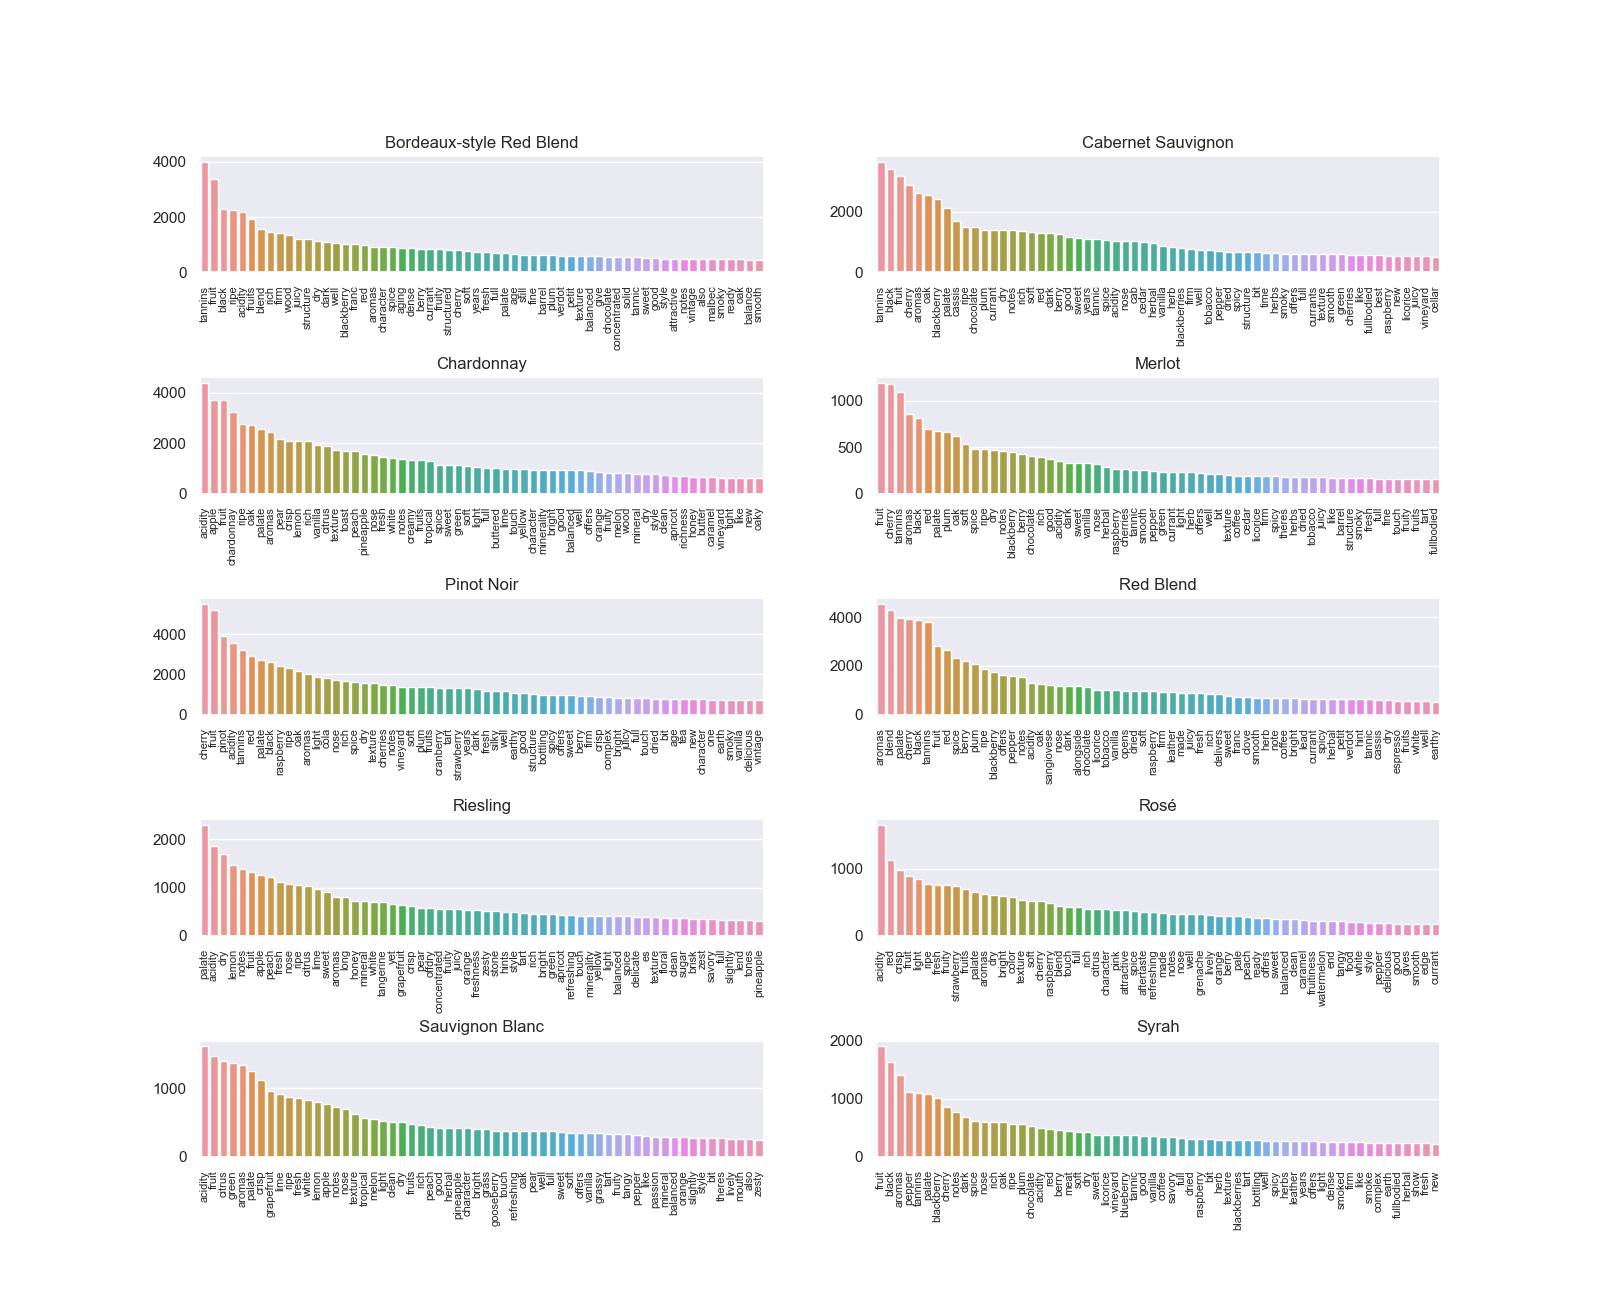 Bordeaux-style Red Blend
4000
2000
0
tannins fruit black ripe acidity fruits blend rich firm wood juicy structure dry dark well blackberry franc red aromas character spice aging dense berry currant fruity structured cherry soft years fresh full palate age still fine barrel plum verdot petit texture balanced give chocolate concentrated solid tannic sweet good style attractive notes vintage also malbec smoky ready oak balance smooth
Cabernet Sauvignon
2000
0
tannins black fruit cherry aromas oak blackberry palate cassis ripe chocolate plum currant dry notes rich soft red dark berry good sweet years tannic spice acidity nose cab cedar herbal vanilla herb blackberries firm well tobacco pepper dried spicy structure bit time herbs smoky offers full currants texture smooth green cherries like fullbodied best raspberry new licorice juicy vineyard cellar
Chardonnay
4000
2000
0
acidity apple fruit chardonnay ripe oak palate aromas pear crisp lemon rich vanilla citrus texture toast peach pineapple nose fresh white notes creamy fruits tropical spice sweet green soft light full buttered lime touch yellow character minerality bright good balanced well offers orange fruity melon wood mineral dry style clean apricot richness honey butter caramel vineyard light like new oaky
Merlot
1000
500
0
fruit cherry tannins aromas black red palate plum oak soft spice ripe dry notes blackberry berry chocolate rich good acidity dark sweet vanilla nose herbal raspberry cherries tannic smooth pepper green currant light herb offers well bit texture coffee cedar licorice firm spicy theres herbs dried tobacco juicy like barrel structure smoky fresh full fine touch fruits tart fullbodied
Pinot Noir
4000
2000
0
cherry fruit pinot acidity tannins red palate black raspberry ripe oak aromas light cola nose rich spice dry texture cherries notes vineyard soft plum fruits cranberry tart strawberry years dark fresh silky well earthy good structure bottling spicy offers sweet berry touch firm crisp complex bright juicy full touch dried bit age tea new character one earth smoky vanilla delicious vintage
Red Blend
4000
2000
0
aromas blend palate cherry black tannins fruit red oak berry plum spice dry blackberry offers pepper notes soft oak sangiovese rich nose dark alongside chocolate licorice tobacco vanilla opens dried soft raspberry firm leather made juicy fresh rich delivers texture sweet franc clove smooth herb notes coffee bright lead currant spicy juicy herbal petit verdot hint tannic cassis dry espresso fruits white well earthy
Riesling
2000
1000
0
palate acidity dry lemon notes fruit apple peach fresh nose ripe citrus lime sweet aromas long honey mineral white tangerine yet grapefruit crisp pear offdry concentrated fruity juicy orange freshness zesty stone finely style tart rich bright green apricot refreshing touch offers minerality yellow light balanced spice delicate es texture floral clean sugar brisk zest savory full slightly lend tones pineapple
Rosé
1000
0
acidity red crisp fruit light fresh fruity cherry strawberry fruits palate aromas dry ripe color texture soft cherry raspberry blend touch full rich nose character pink attractive spice aftertaste refreshing made notes rose well grenache lively orange berry pale peach offers sweet balanced clean caramel fruitiness watermelon end tangy food white style pepper delicious good gives smooth edge currant
Sauvignon Blanc
1000
0
acidity fruit citrus green aromas palate crisp grapefruit lime ripe fresh white lemon apple notes nose texture tropical melon light clean dry fruits rich peach good herbal pineapple character bright grass gooseberry touch refreshing oak pear well full sweet soft offers vanilla grassy tart fruity tangy pepper like passion mineral balanced orange slightly style bit theres lively mouth also zesty
Syrah
2000
1000
0
fruit black aromas pepper tannins palate blackberry cherry notes dark spice nose rich oak ripe plum chocolate acidity red berry meat soft dry sweet licorice vineyard blueberry tannic good vanilla coffee savory full dried raspberry bit herb texture blackberries bright bottling well spicy herbs leather years offers light dense smoked firm like smoke complex earth fullbodied herbal show fresh new